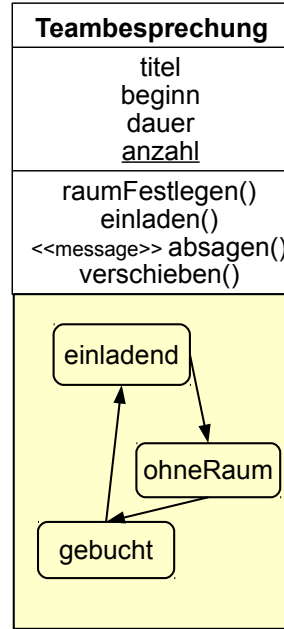 Teambesprechung
titel
beginn
dauer
anzahl
raumFestlegen()
einladen()
<<message>> absagen()
verschieben()
einladend
ohneRaum
gebucht